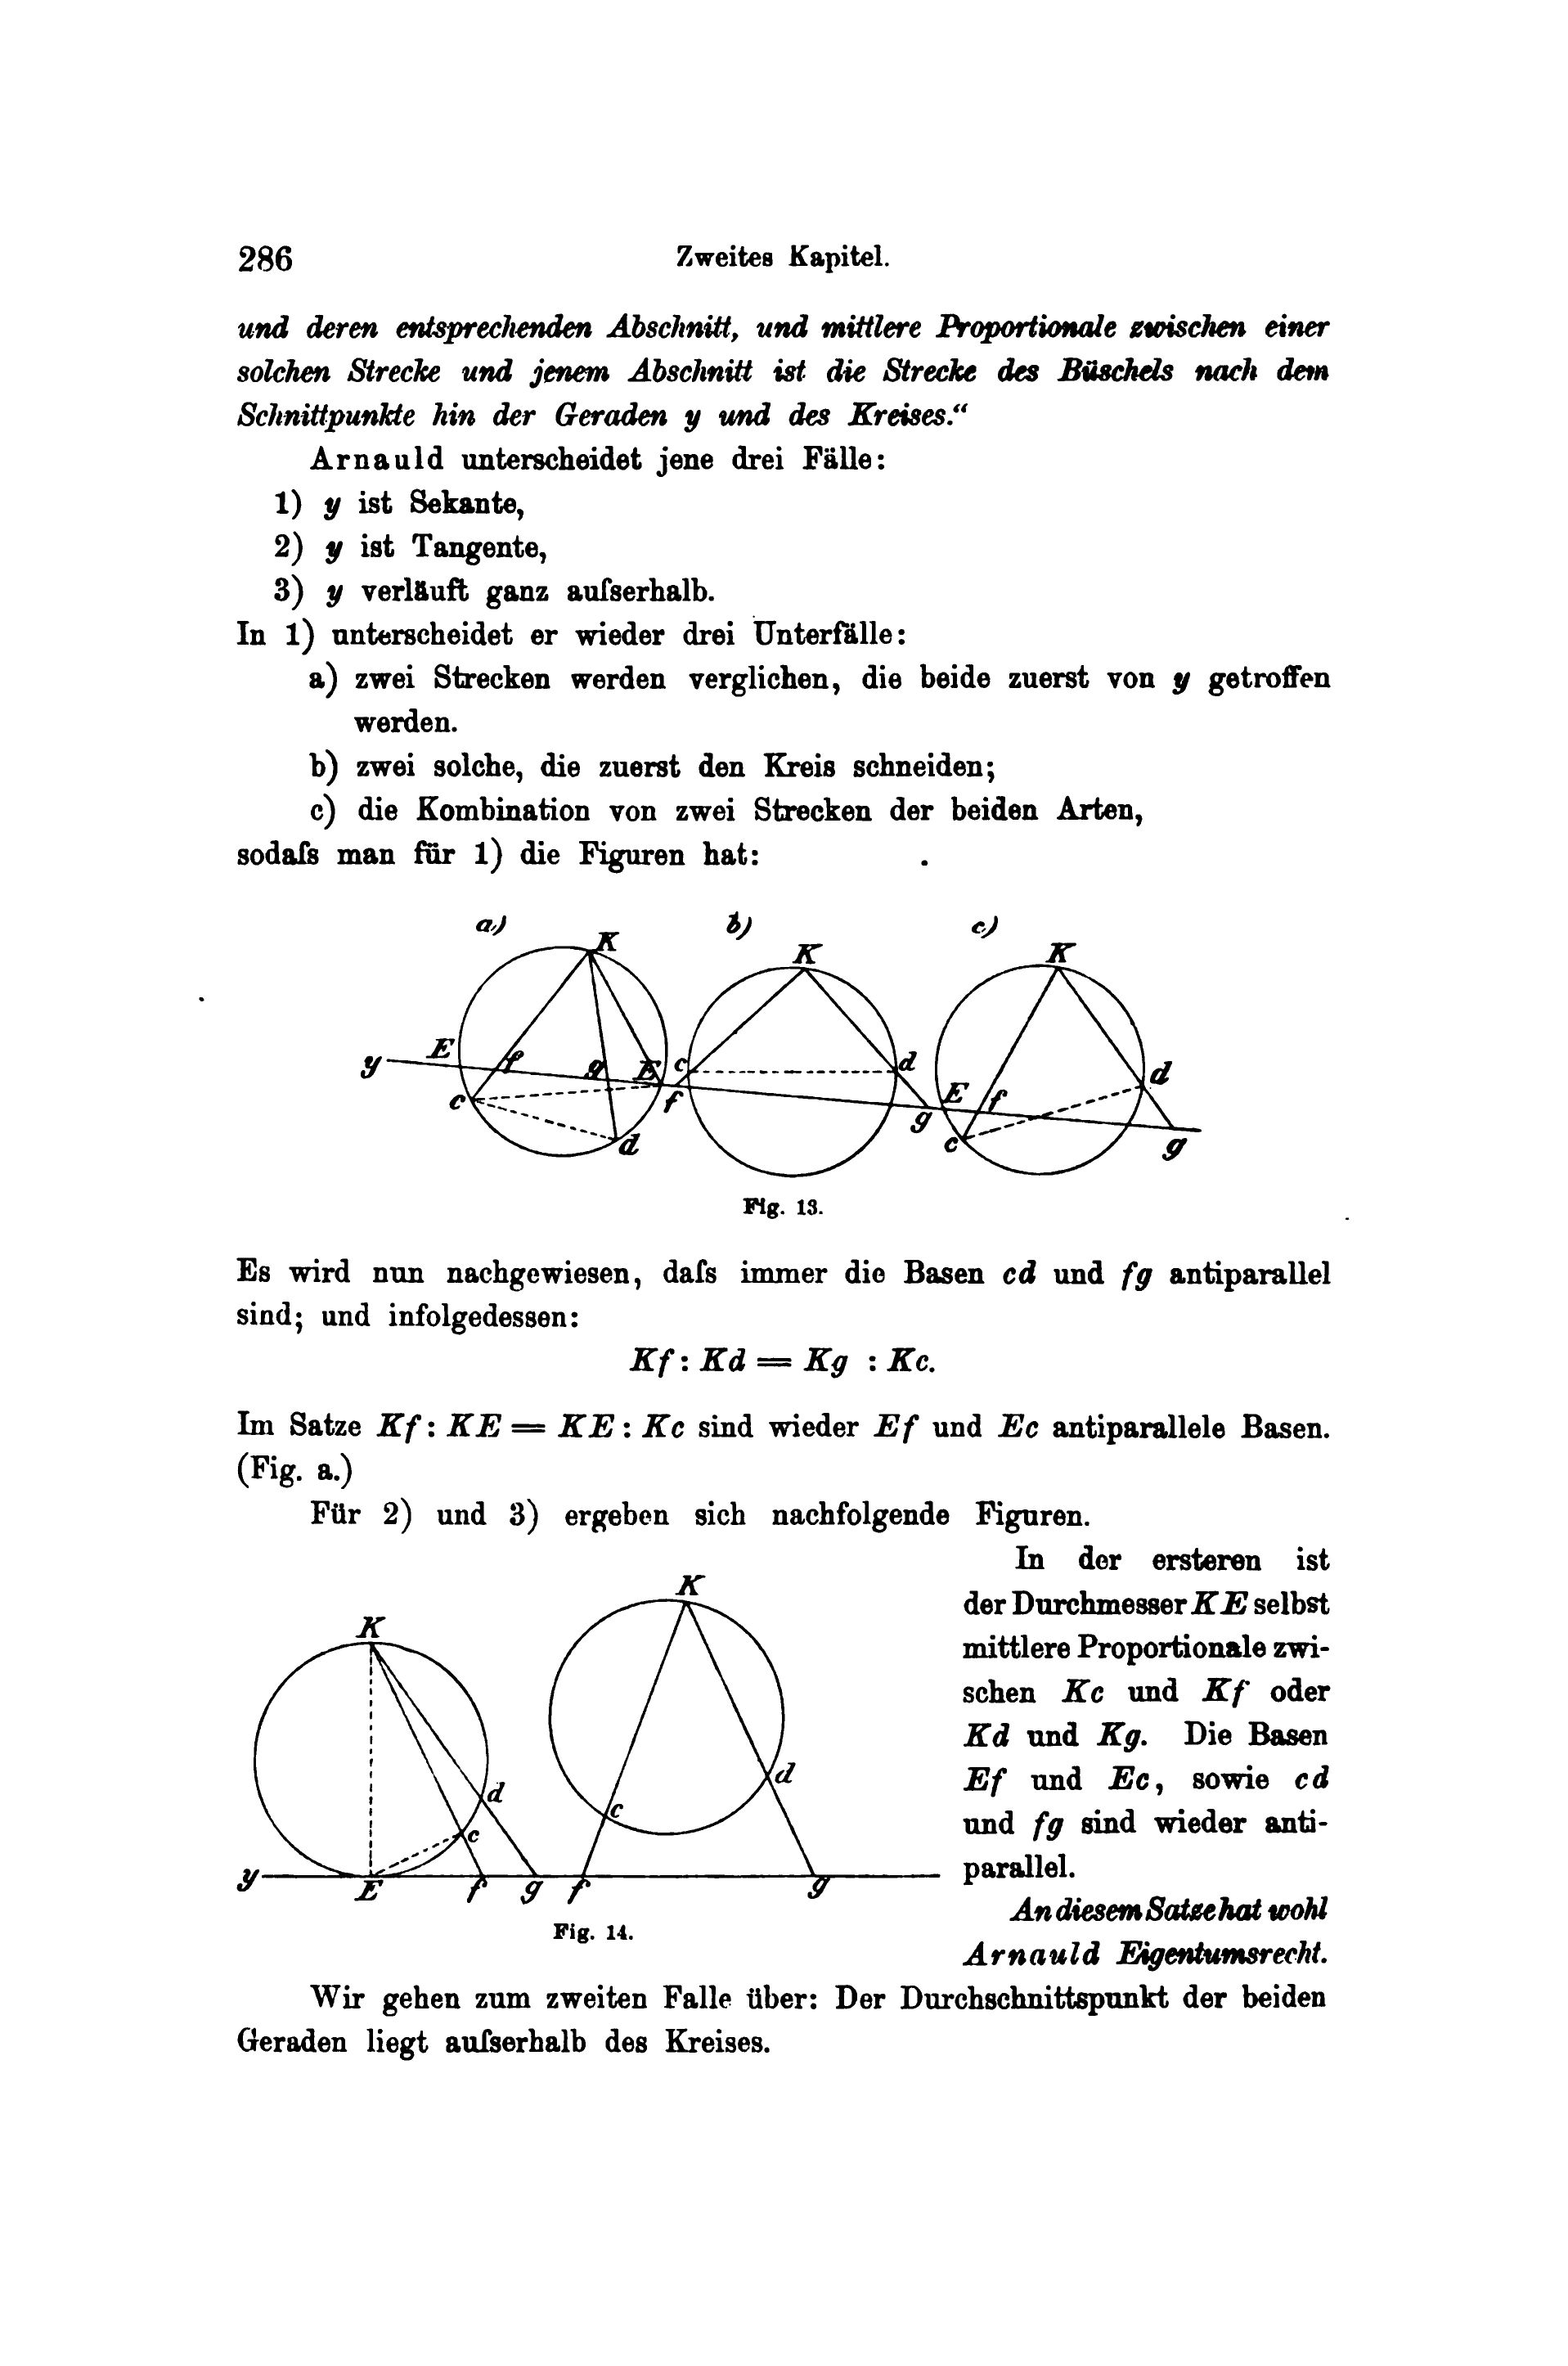 286 Zweites Kapitel.
und deren entsprechenden Abschnitt, und mittlere Proportionale zwischen einer
solchen Strecke und jenem Abschnitt ist die Strecke des Büschels nach dem
Schnittpunkte hin der Geraden y und des Kreises.“
Arnauld unterscheidet jene drei Fälle:
1) y ist Sekante,
2) y ist Tangente,
3) y verläuft ganz auſserhalb.
In 1) unterscheidet er wieder drei Unterfälle:
a) zwei Strecken werden verglichen, die beide zuerst von y getroffen
werden.
b) zwei solche, die zuerst den Kreis schneiden;
c) die Kombination von zwei Strecken der beiden Arten,
sodaſs man für 1) die Figuren hat:
a) b) c)
K K K
y E f g E c d E f d
c d f g c g
Fig. 13.
Es wird nun nachgewiesen, daſs immer die Basen cd und fg antiparallel
sind; und infolgedessen:
Kf : Kd = Kg : Kc.
Im Satze Kf : KE = KE : Kc sind wieder Ef und Ec antiparallele Basen.
(Fig. a.)
Für 2) und 3) ergeben sich nachfolgende Figuren.
In der ersteren ist
der Durchmesser KE selbst
mittlere Proportionale zwi-
schen Kc und Kf oder
Kd und Kg. Die Basen
Ef und Ec, sowie cd
und fg sind wieder anti-
parallel.
An diesem Satze hat wohl
Arnauld Eigentumsrecht.
K K
d c c d
y E f g f g
Fig. 14.
Wir gehen zum zweiten Falle über: Der Durchschnittspunkt der beiden
Geraden liegt auſserhalb des Kreises.